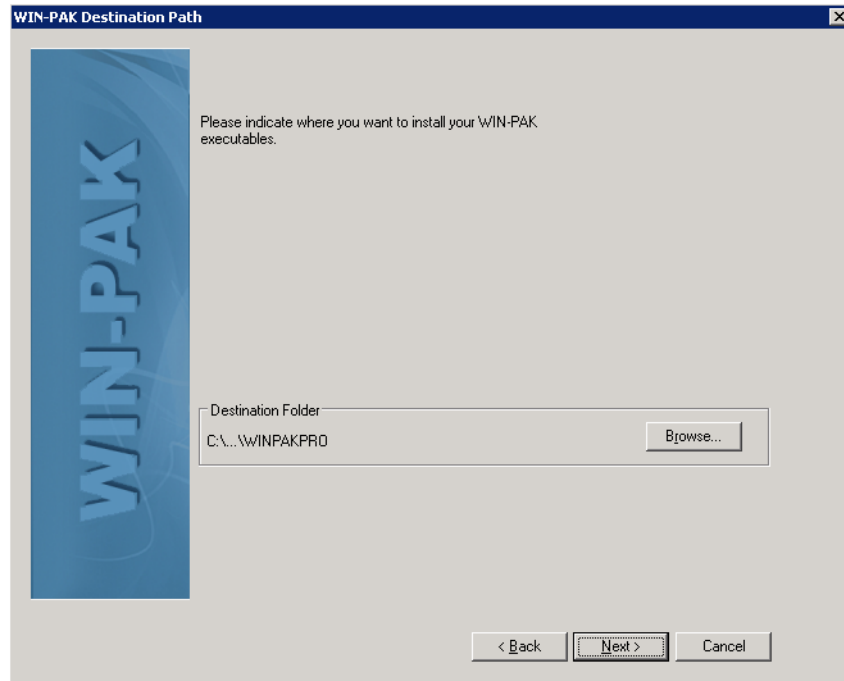 WIN-PAK Destination Path
WIN-PAK
Please indicate where you want to install your WIN-PAK
executables.
Destination Folder
C:\...\WINPAKPRO
Browse...
< Back
Next >
Cancel